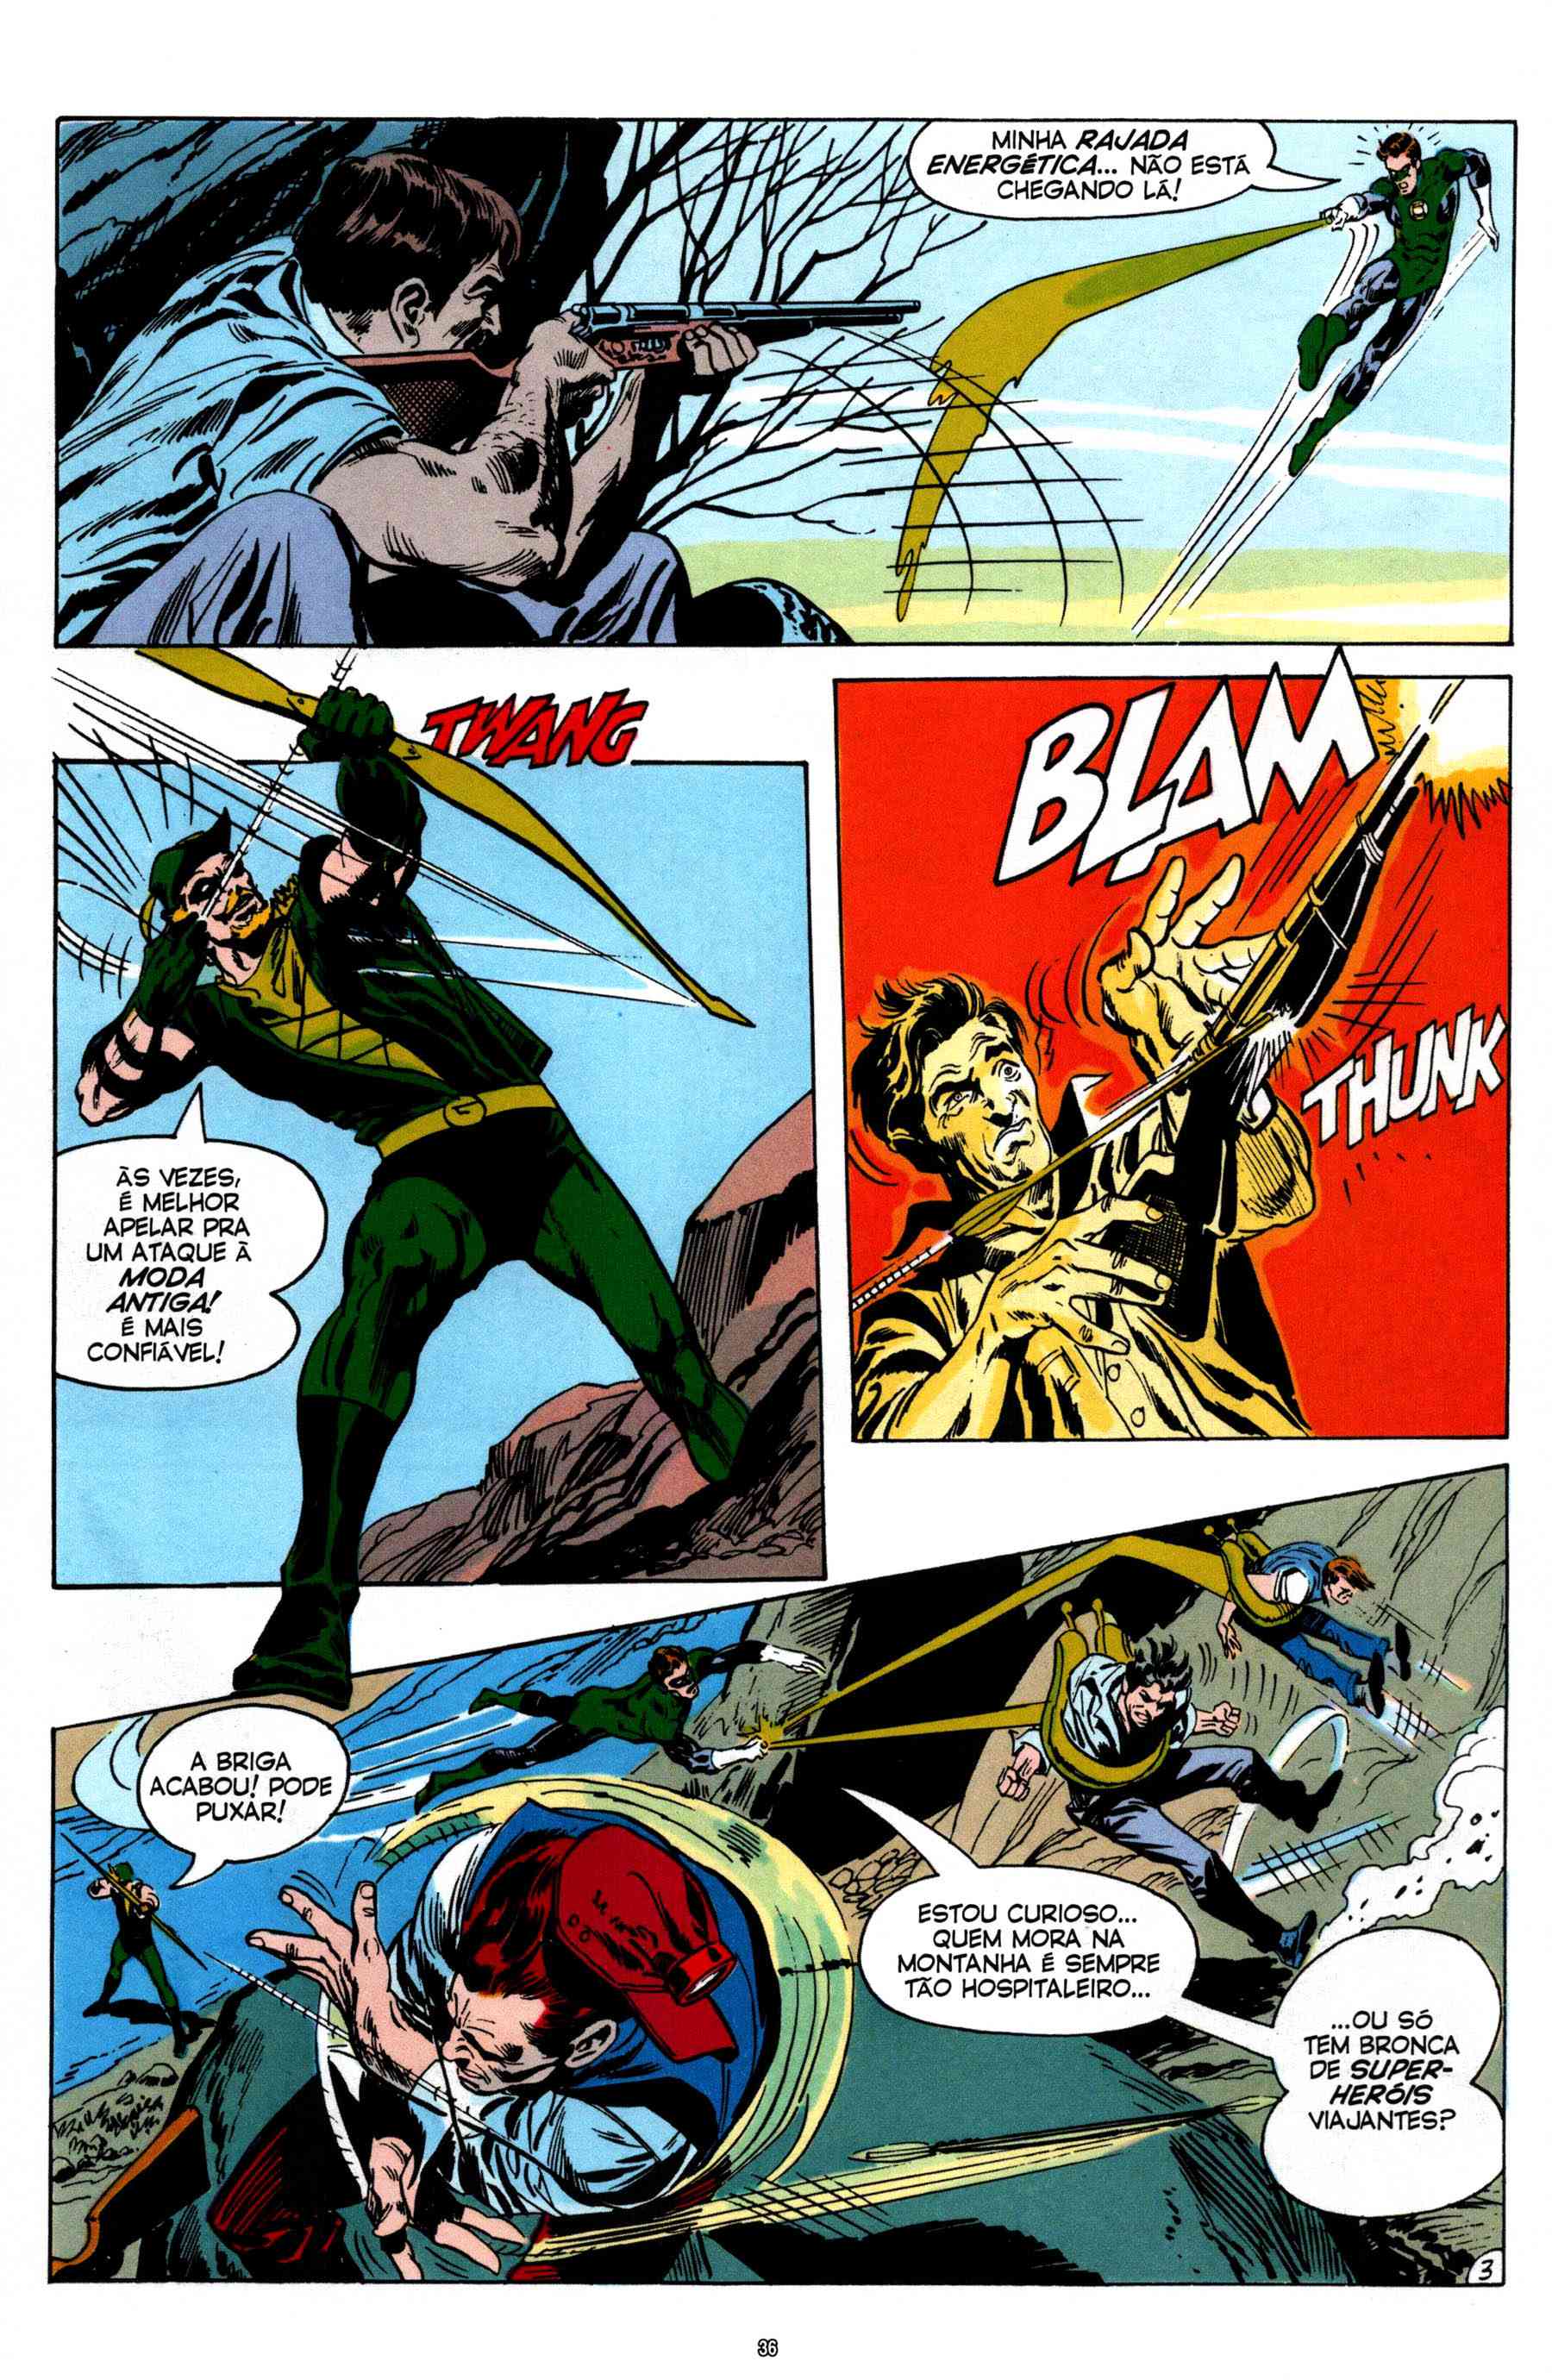 MINHA RAJADA
ENERGÉTICA... NÃO ESTÁ
CHEGANDO LÁ!
TWANG
ÀS VEZES,
É MELHOR
APELAR PRA
UM ATAQUE À
MODA
ANTIGA!
É MAIS
CONFIÁVEL!
BLAM
THUNK
A BRIGA
ACABOU! PODE
PUXAR!
ESTOU CURIOSO...
QUEM MORA NA
MONTANHA É SEMPRE
TÃO HOSPITALEIRO...
...OU SÓ
TEM BRONCA
DE SUPER-
HERÓIS
VIAJANTES?
3
36